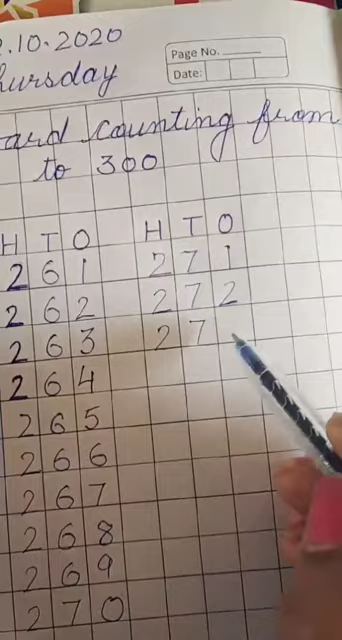 .10.2020
Page No.
Date:
ursday
ard counting from
to 300
H T O H T O
2 6 1 2 7 1
2 6 2 2 7 2
2 6 3 2 7
2 6 4
2 6 5
2 6 6
2 6 7
2 6 8
2 6 9
2 7 0